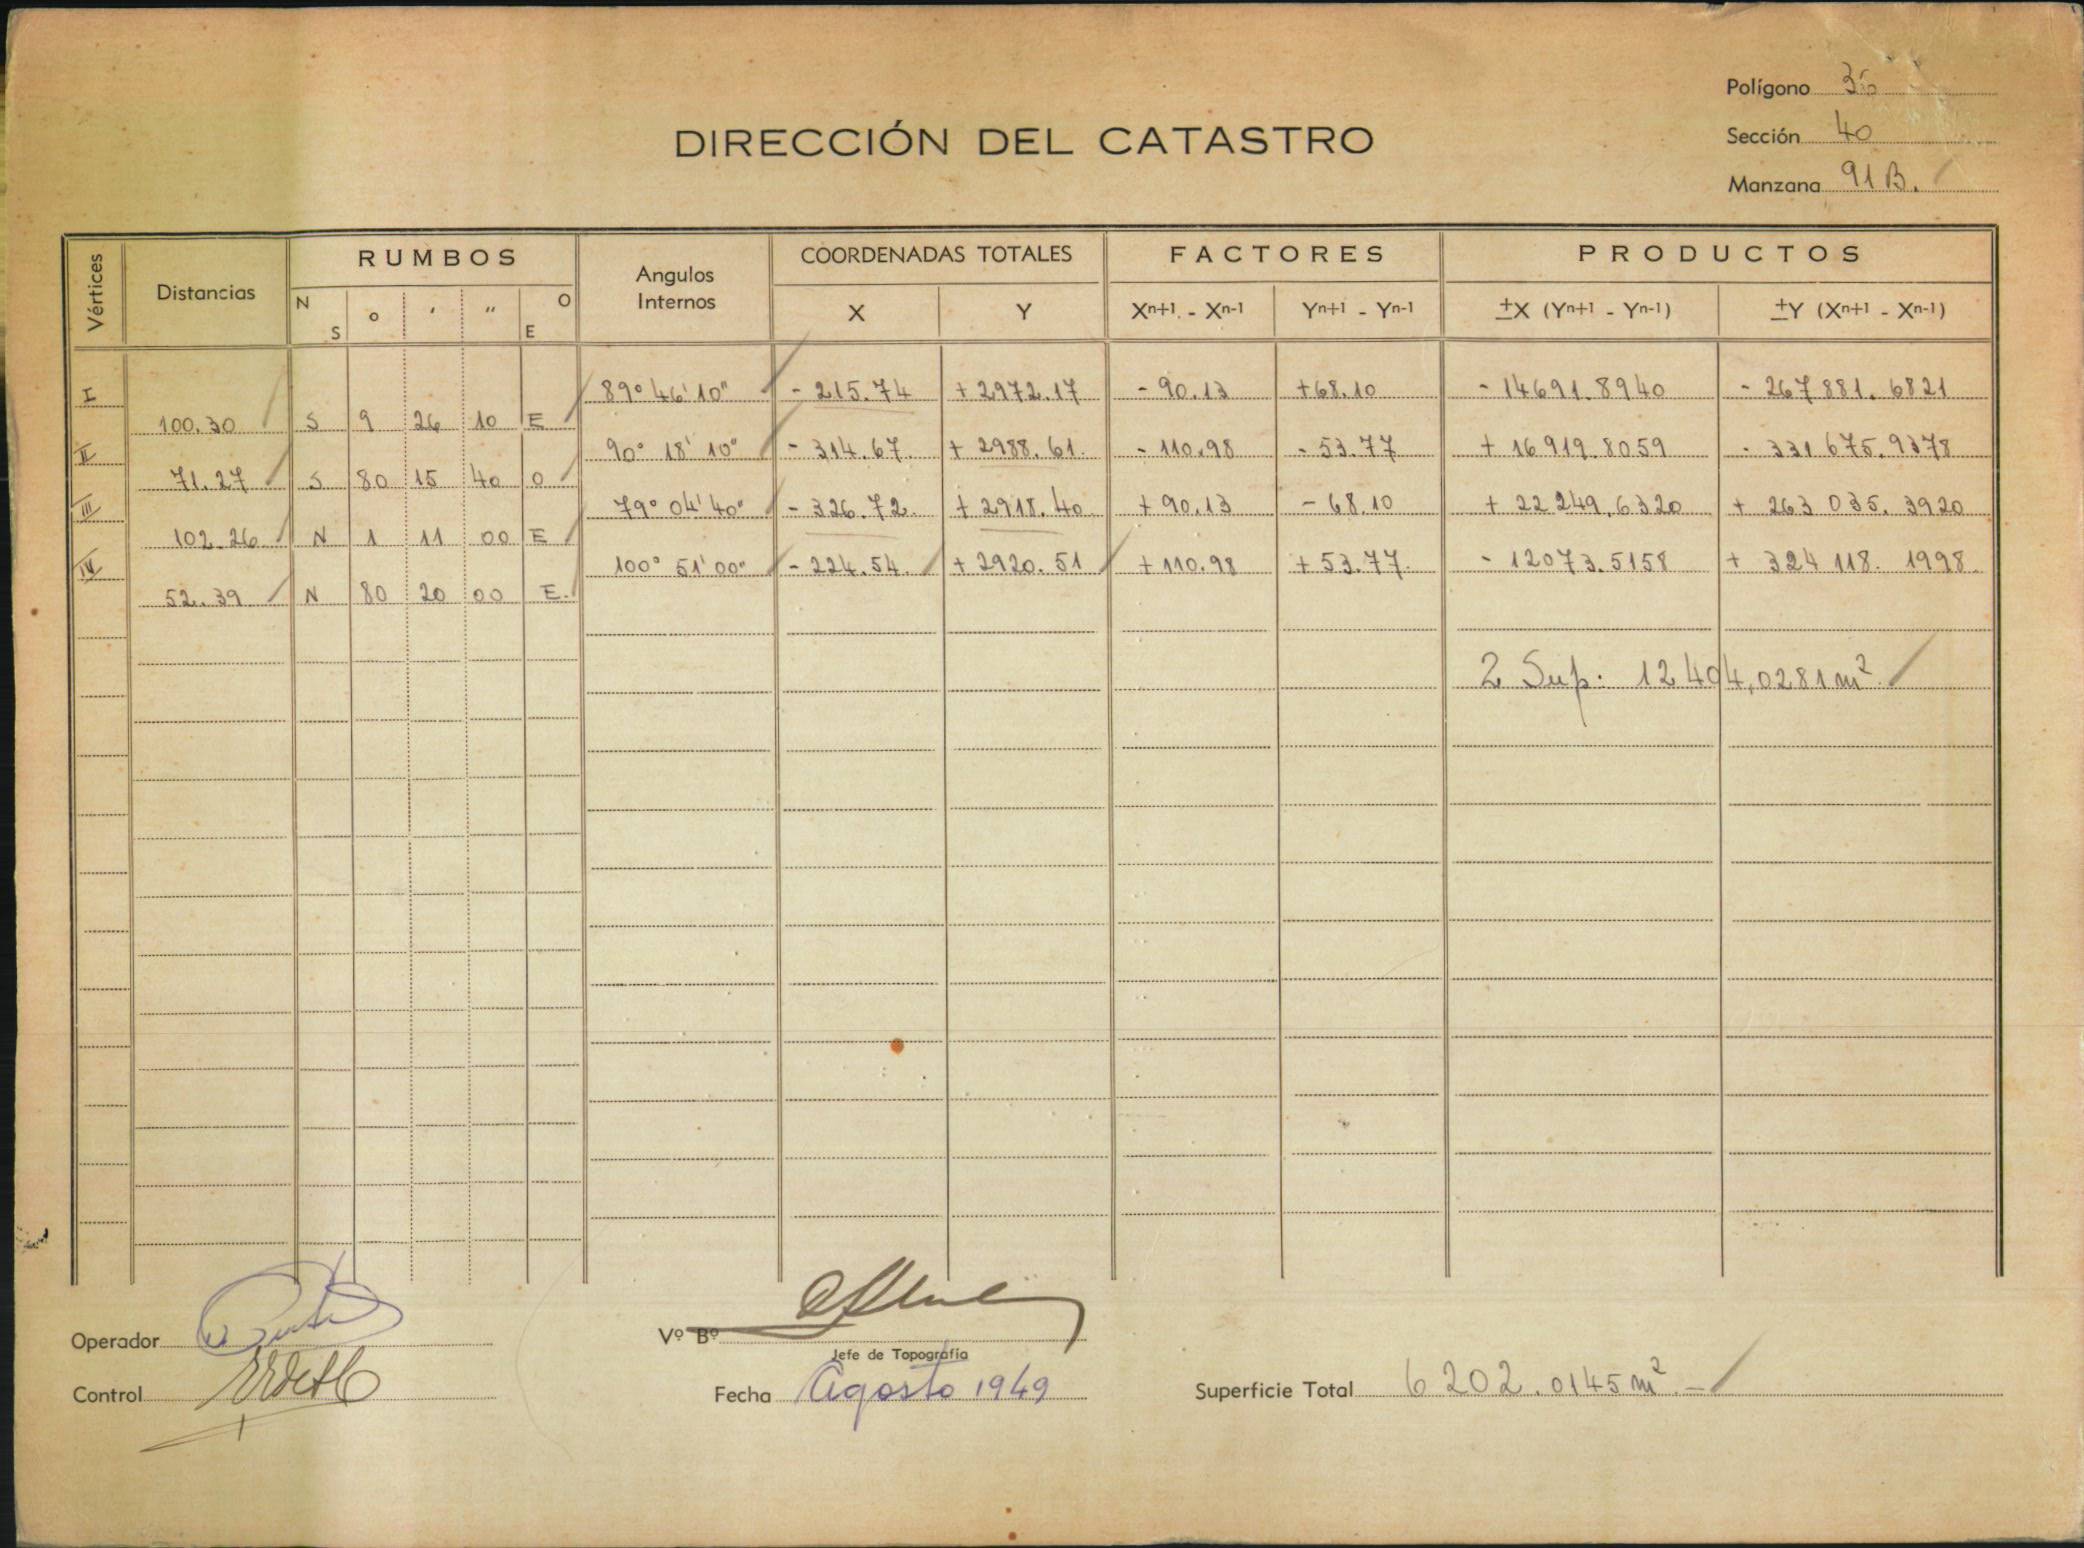 Polígono 36
DIRECCIÓN DEL CATASTRO
Sección 40
Manzana 91 B.
Vértices Distancias RUMBOS Angulos Internos COORDENADAS TOTALES FACTORES PRODUCTOS
N S o ' " O E X Y Xn+1 - Xn-1 Yn+1 - Yn-1 ±X (Yn+1 - Yn-1) ±Y (Xn+1 - Xn-1)
I 89° 46' 10" - 215.74 + 2972.17 - 90.13 +68.10 - 14691.8940 - 267 881. 6821
100.30 S 9 26 10 E
II 90° 18' 10" - 314.67 + 2988.61 - 110.98 - 53.77 + 16919.8059 - 331 675.9378
71.27 S 80 15 40 O
III 79° 04' 40" - 326.72 + 2918.40 + 90.13 - 68.10 + 22 249.6320 + 263 035. 3920
102.26 N 1 11 00 E
IV 100° 51' 00" - 224.54 + 2920.51 + 110.98 + 53.77 - 12073.5158 + 324 118. 1998
52.39 N 80 20 00 E.
2 Sup: 12 404,0281 m²
Operador
Vº Bº
Jefe de Topografía
Control
Fecha Agosto 1949
Superficie Total 6 202.0145 m². -